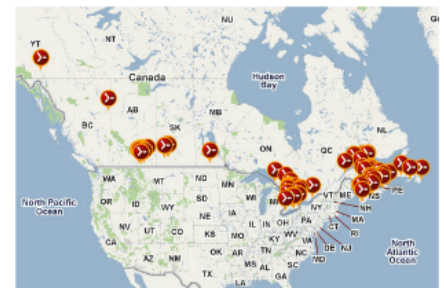 NU
YT
NT
Canada
Hudson
Bay
AB
BC
SK
MB
ON
QC
NL
PE
NS
WA
MT
ND
MN
OR
ID
SD
WY
NE
IA
NV
UT
CO
KS
MO
CA
AZ
NM
OK
AR
TX
LA
MS
AL
GA
SC
NC
TN
KY
WV
VA
IL
IN
OH
PA
NY
MI
VT
ME
NH
MA
RI
CT
NJ
DE
MD
North Pacific
Ocean
North
Atlantic
Ocean